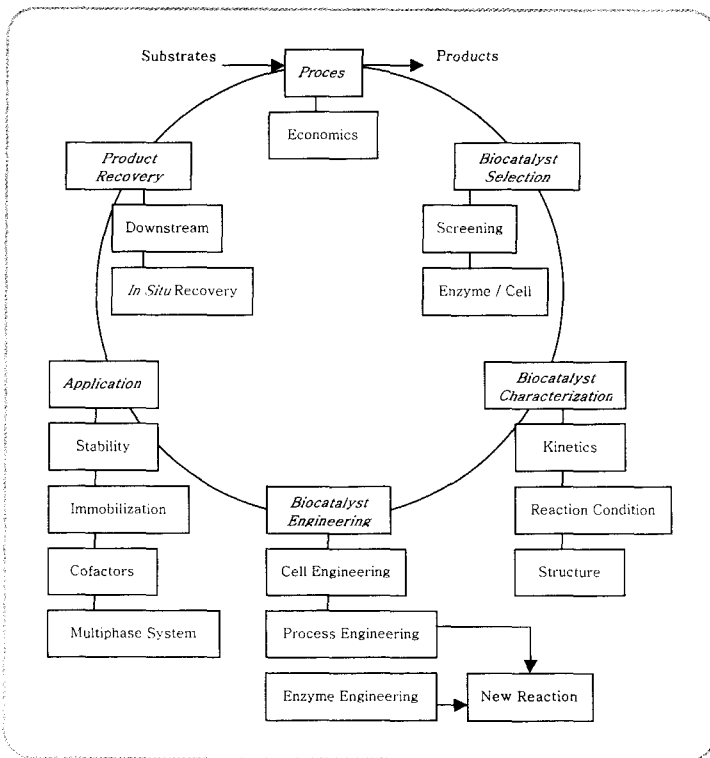 Substrates
Products
Proces
Economics
Product
Recovery
Downstream
In Situ Recovery
Biocatalyst
Selection
Screening
Enzyme / Cell
Application
Stability
Immobilization
Cofactors
Multiphase System
Biocatalyst
Characterization
Kinetics
Reaction Condition
Structure
Biocatalyst
Engineering
Cell Engineering
Process Engineering
Enzyme Engineering
New Reaction